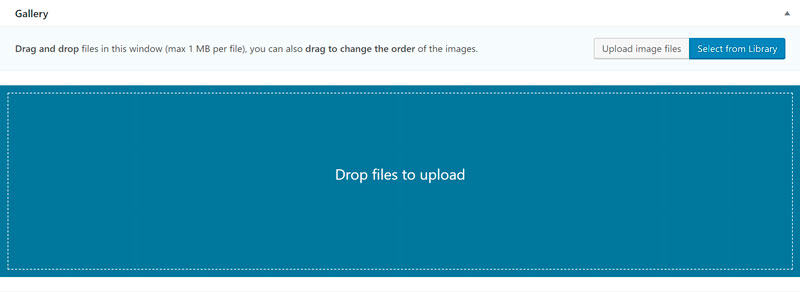 Gallery
Drag and drop files in this window (max 1 MB per file), you can also drag to change the order of the images.
Upload image files
Select from Library
Drop files to upload